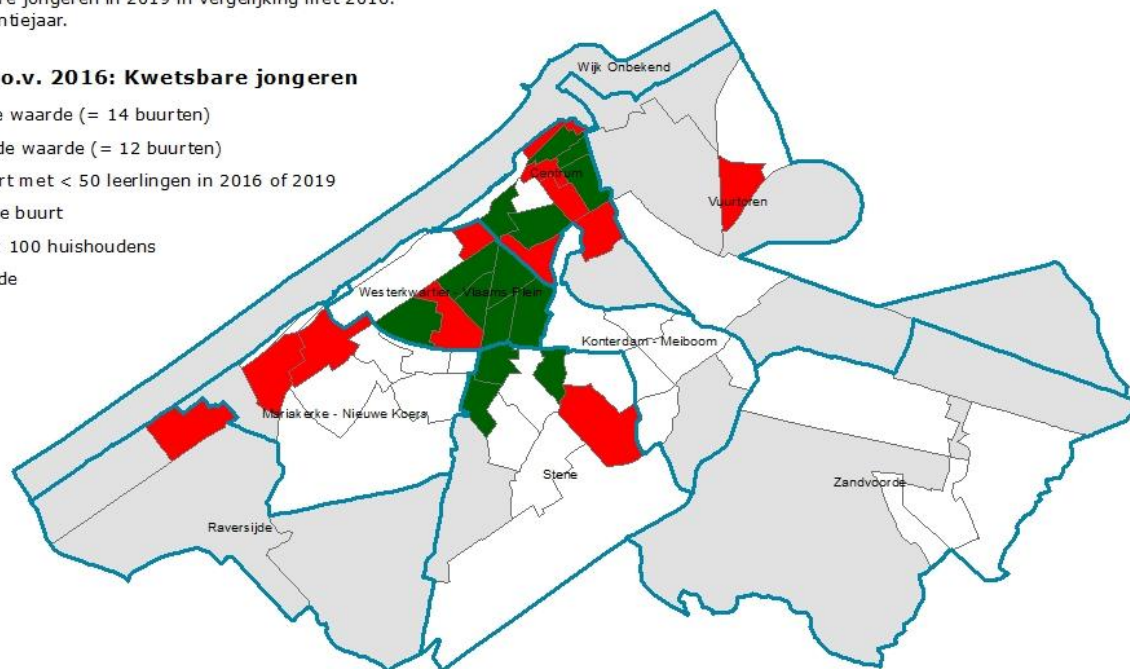 jongeren in 2019 in vergelijking met 2016.
ntiejaar.
o.v. 2016: Kwetsbare jongeren
e waarde (= 14 buurten)
de waarde (= 12 buurten)
rt met < 50 leerlingen in 2016 of 2019
e buurt
100 huishoudens
de
Wijk Onbekend
Centrum
Vuurtoren
Westerkwartier - Vlaams Plein
Konterdam - Meiboom
Mariakerke - Nieuwe Koers
Stene
Zandvoorde
Raversijde